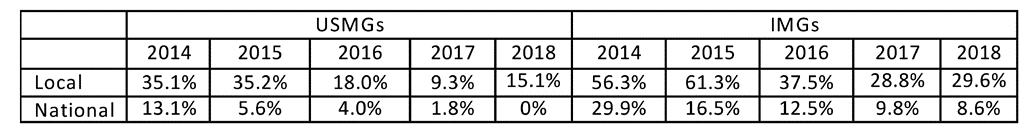 USMGs IMGs
2014 2015 2016 2017 2018 2014 2015 2016 2017 2018
Local 35.1% 35.2% 18.0% 9.3% 15.1% 56.3% 61.3% 37.5% 28.8% 29.6%
National 13.1% 5.6% 4.0% 1.8% 0% 29.9% 16.5% 12.5% 9.8% 8.6%